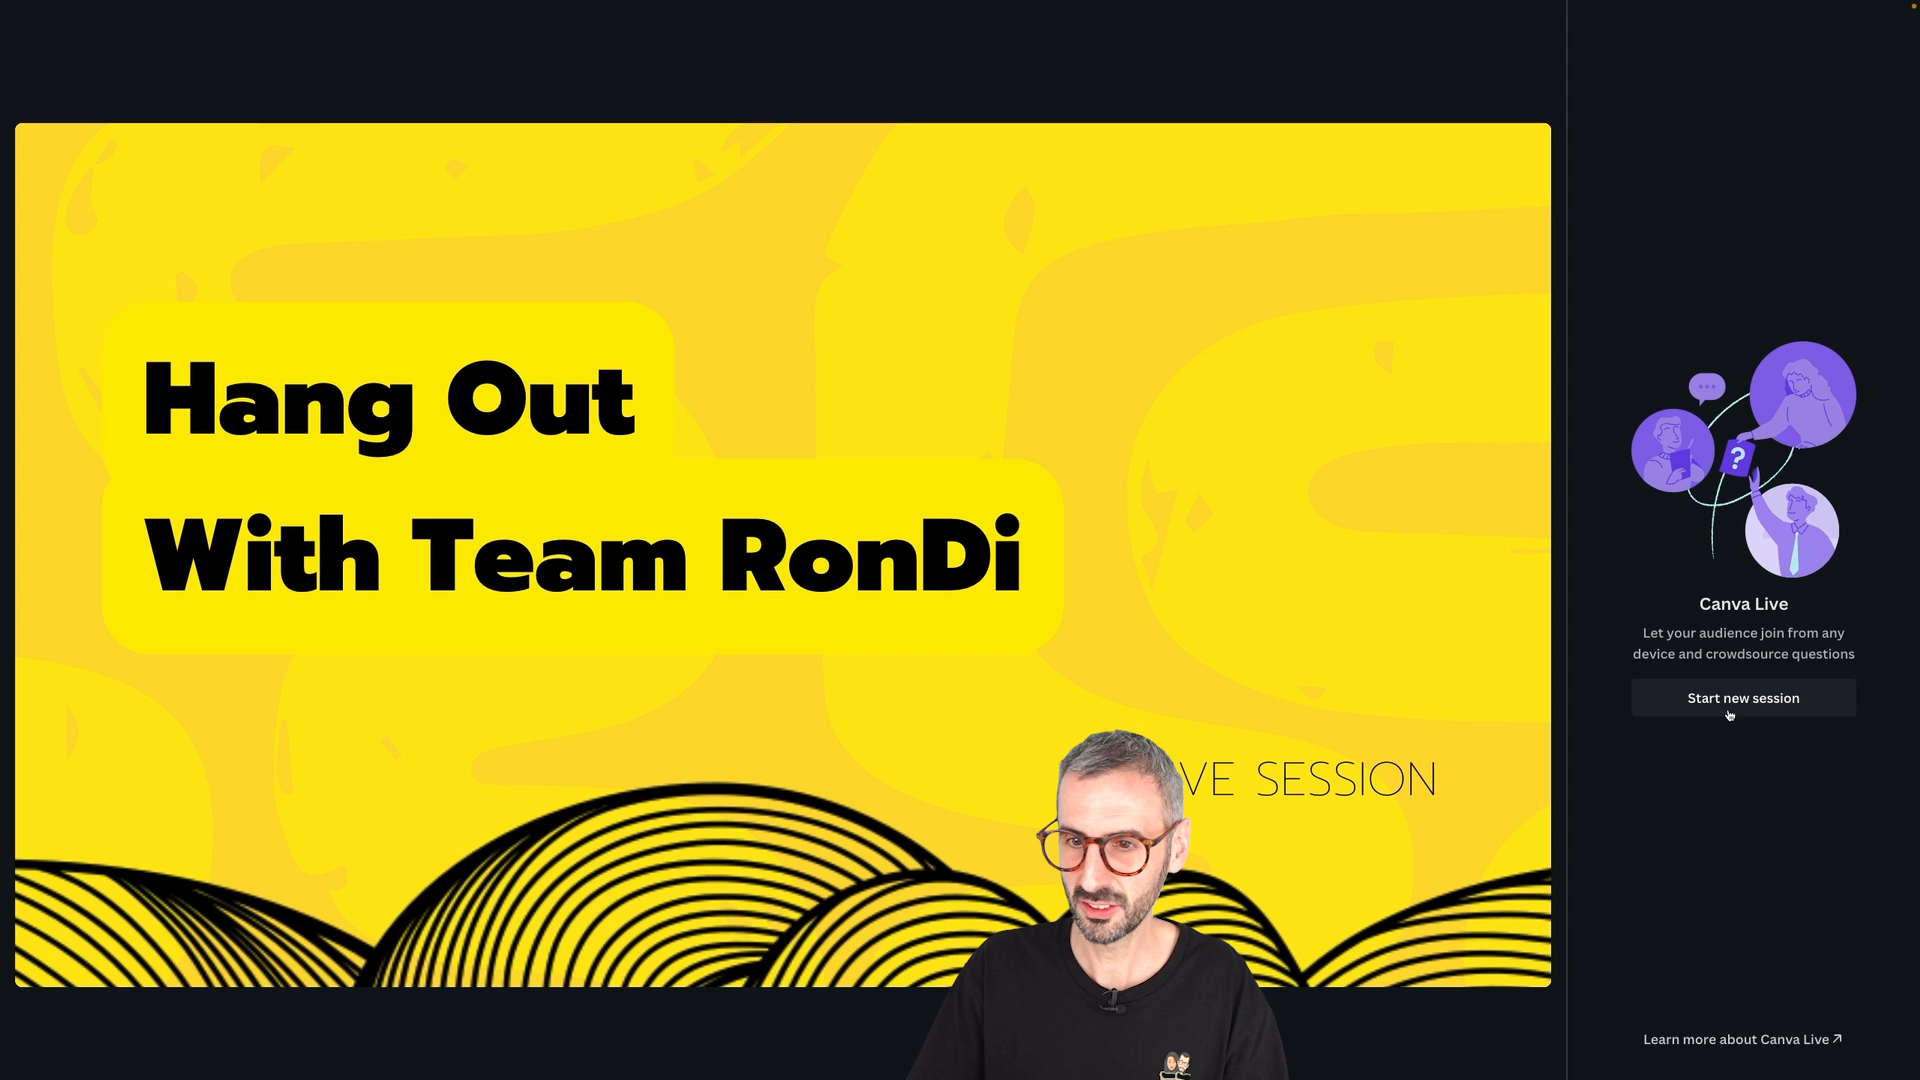 Hang Out
With Team RonDi
VE SESSION
?
Canva Live
Let your audience join from any
device and crowdsource questions
Start new session
Learn more about Canva Live